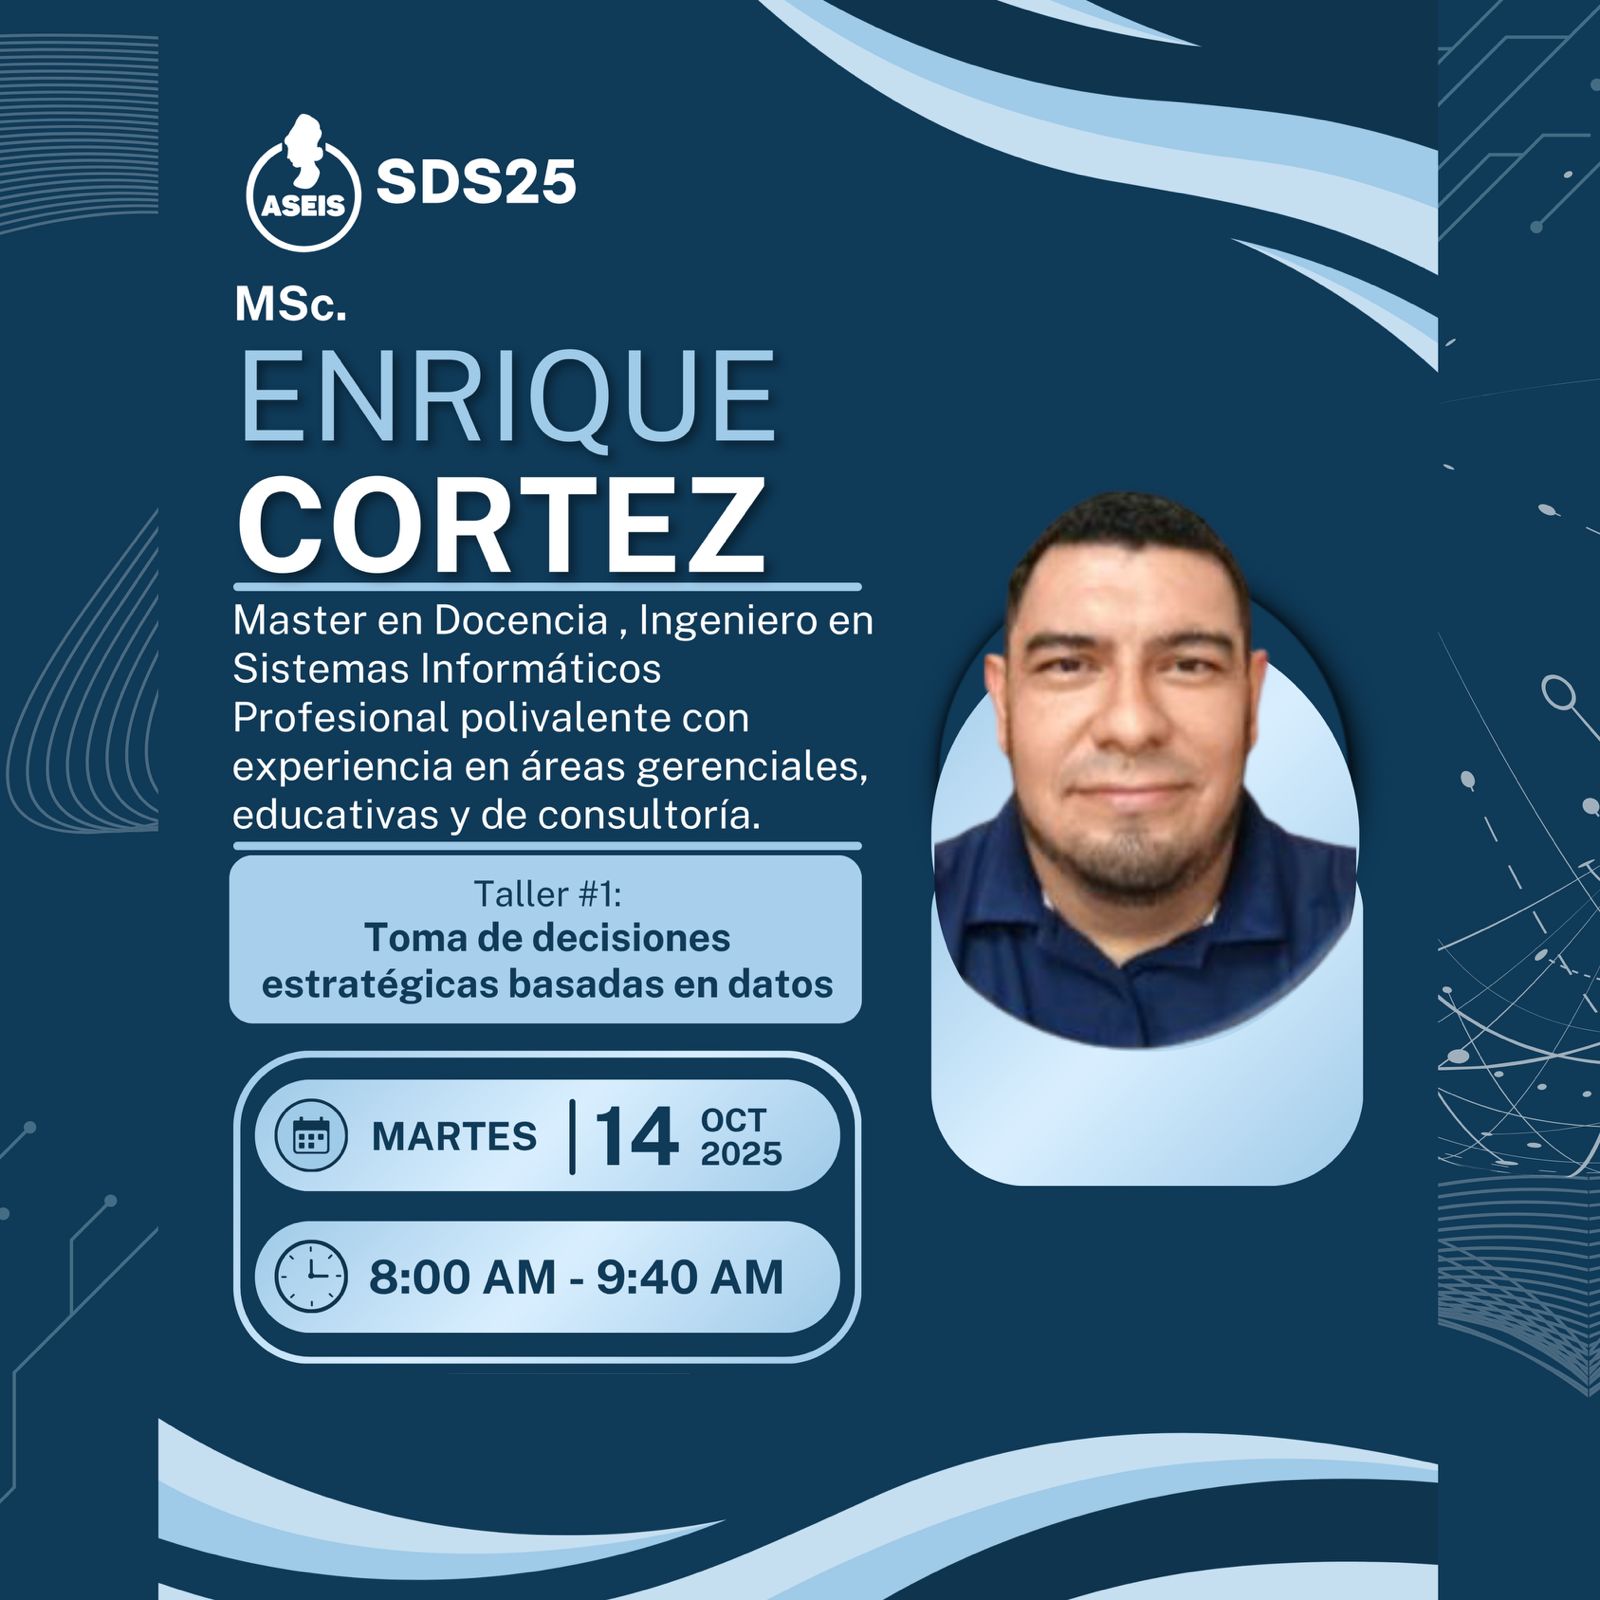 ASEIS
SDS25
MSc.
ENRIQUE
CORTEZ
Master en Docencia , Ingeniero en
Sistemas Informáticos
Profesional polivalente con
experiencia en áreas gerenciales,
educativas y de consultoría.
Taller #1:
Toma de decisiones
estratégicas basadas en datos
MARTES | 14 OCT
2025
8:00 AM - 9:40 AM